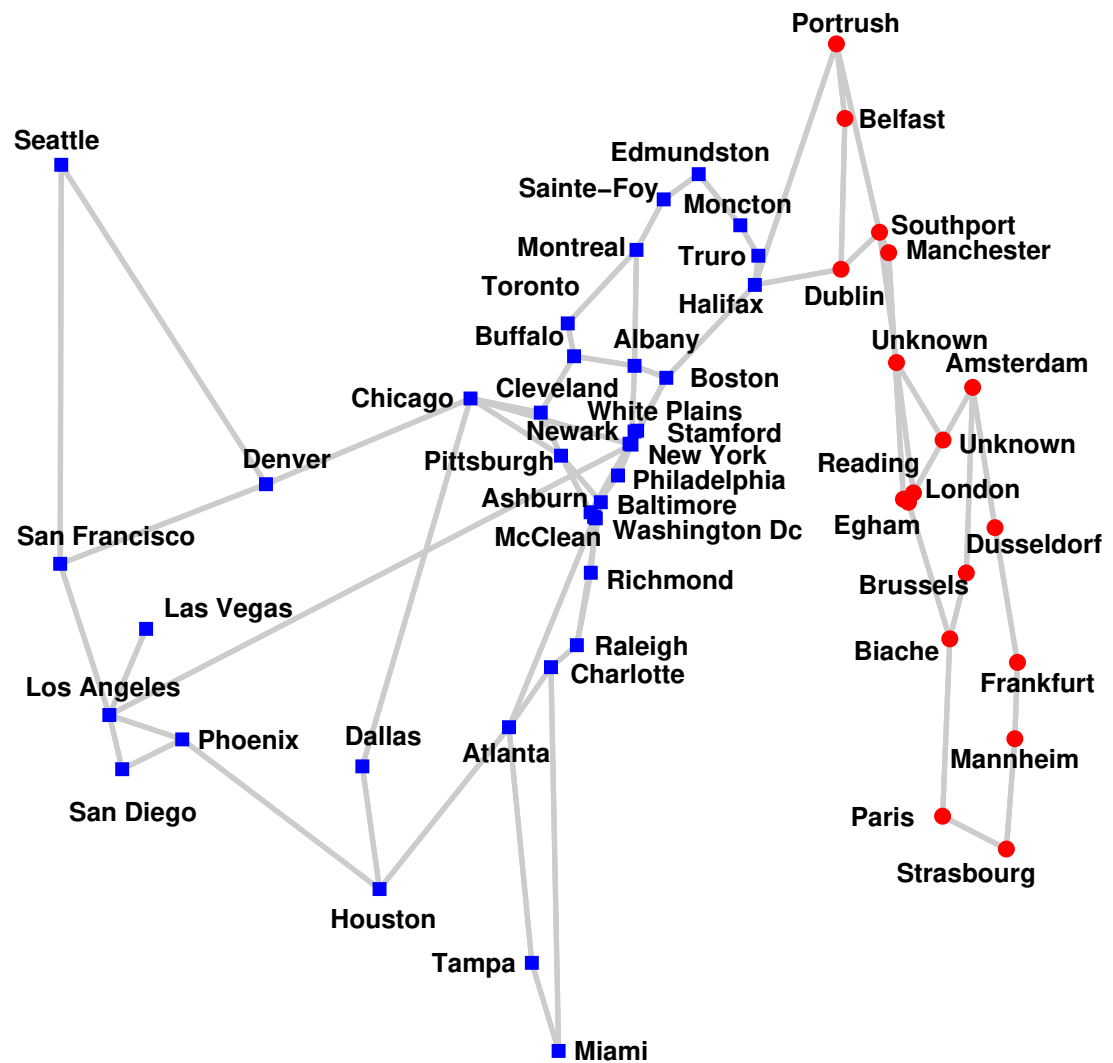 Portrush
Belfast
Seattle
Edmundston
Sainte−Foy
Moncton
Southport
Montreal
Truro
Manchester
Toronto
Halifax
Dublin
Buffalo
Albany
Unknown
Amsterdam
Boston
Cleveland
Chicago
White Plains
Newark
Stamford
Unknown
New York
Denver
Pittsburgh
Reading
Philadelphia
London
Ashburn
Baltimore
Egham
Washington Dc
McClean
San Francisco
Dusseldorf
Richmond
Brussels
Las Vegas
Raleigh
Biache
Charlotte
Los Angeles
Frankfurt
Phoenix
Dallas
Atlanta
Mannheim
San Diego
Paris
Strasbourg
Houston
Tampa
Miami